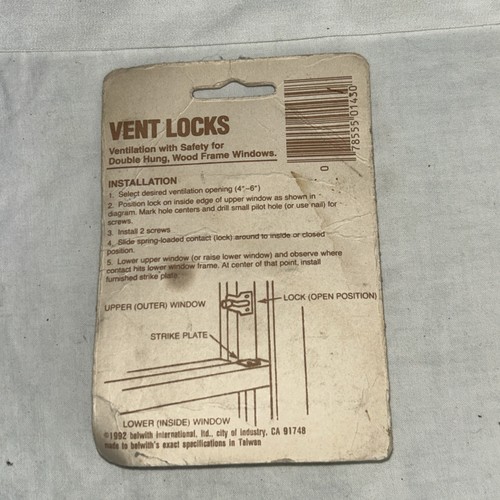 VENT LOCKS
Ventilation with Safety for
Double Hung, Wood Frame Windows.
0 78555 01430
INSTALLATION
1. Select desired ventilation opening (4"–6")
2. Position lock on inside edge of upper window as shown in
diagram. Mark hole centers and drill small pilot hole (or use nail) for
screws.
3. Install 2 screws
4. Slide spring-loaded contact (lock) around to inside or closed
position.
5. Lower upper window (or raise lower window) and observe where
contact hits lower window frame. At center of that point, install
furnished strike plate.
UPPER (OUTER) WINDOW
LOCK (OPEN POSITION)
STRIKE PLATE
LOWER (INSIDE) WINDOW
©1992 belwith international, ltd., city of industry, CA 91748
made to belwith's exact specifications in Taiwan